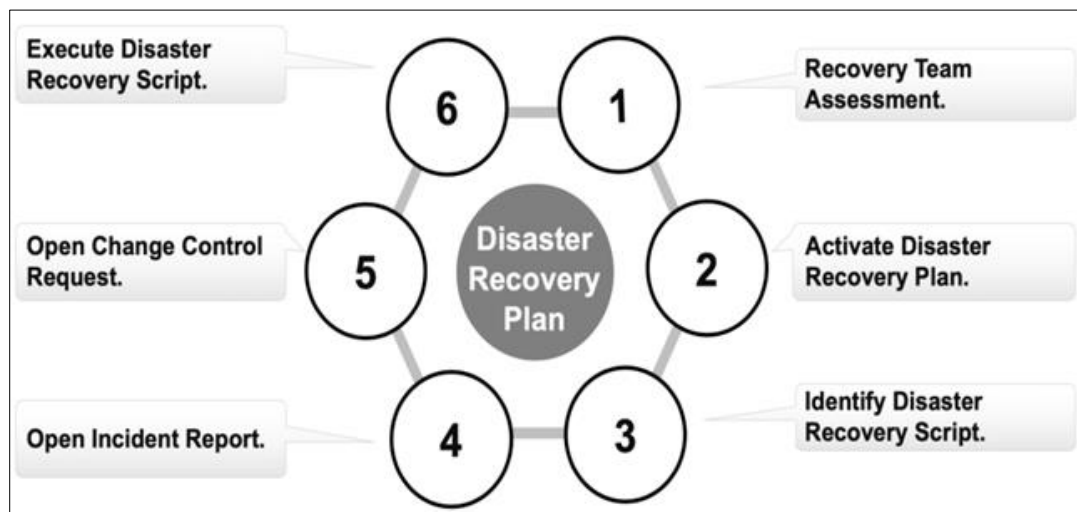 Execute Disaster
Recovery Script.
6
1
Recovery Team
Assessment.
Open Change Control
Request.
5
Disaster
Recovery
Plan
2
Activate Disaster
Recovery Plan.
Open Incident Report.
4
3
Identify Disaster
Recovery Script.